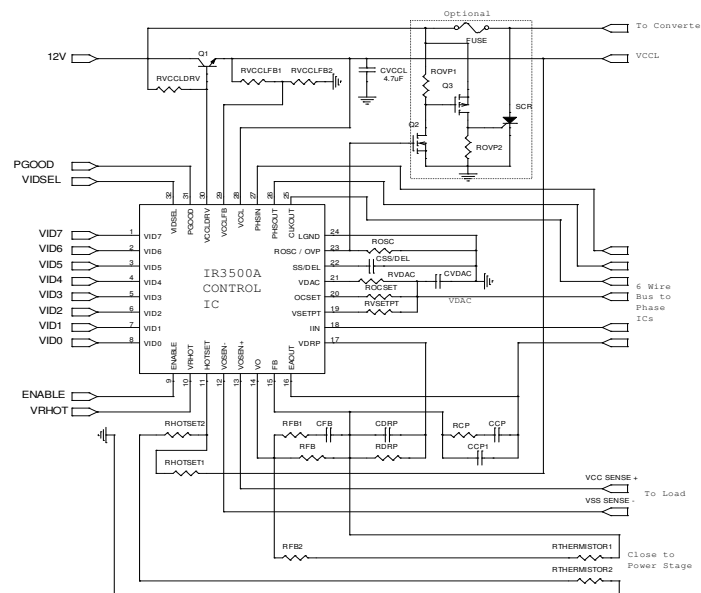 Optional
To Converte
FUSE
12V
Q1
VCCL
RVCCLFB1 RVCCLFB2
CVCCL
4.7uF
ROVP1
Q3
RVCCLDRV
SCR
Q2
ROVP2
PGOOD
VIDSEL
32 31 30 29 28 27 26 25
VIDSEL PGOOD VCCLDRV VCCLFB VCCL PHSIN PHSOUT CLKOUT
VID7 1 VID7 LGND 24
VID6 2 VID6 ROSC / OVP 23 ROSC
VID5 3 VID5 SS/DEL 22 CSS/DEL
VID4 4 VID4 VDAC 21 RVDAC CVDAC
VID3 5 VID3 OCSET 20 ROCSET VDAC
VID2 6 VID2 VSETPT 19 RVSETPT
VID1 7 VID1 IIN 18
VID0 8 VID0 VDRP 17
IR3500A
CONTROL
IC
6 Wire
Bus to
Phase
ICs
ENABLE VRHOT HOTSET VOSEN- VOSEN+ VO FB EAOUT
9 10 11 12 13 14 15 16
ENABLE
VRHOT
RHOTSET2
RFB1 CFB CDRP RCP CCP
RFB RDRP CCP1
RHOTSET1
VCC SENSE +
To Load
VSS SENSE -
RFB2 RTHERMISTOR1
Close to
Power Stage
RTHERMISTOR2